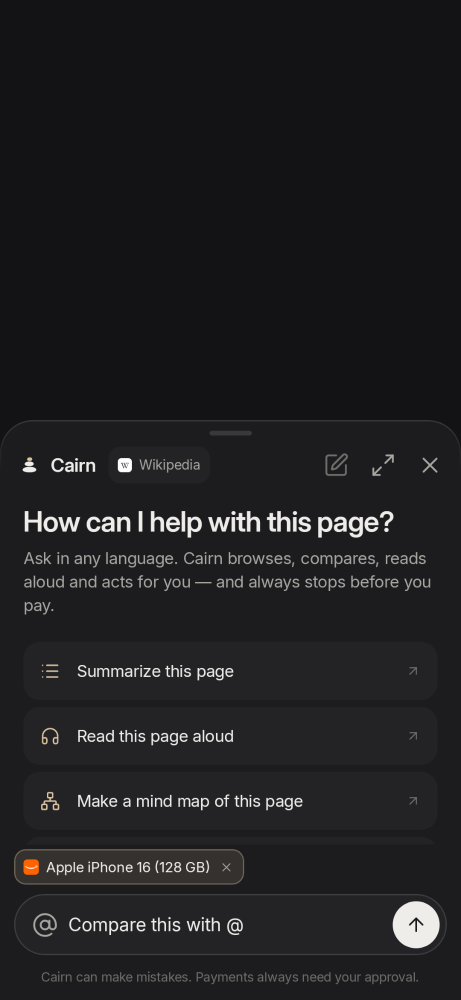 Cairn
W Wikipedia
How can I help with this page?
Ask in any language. Cairn browses, compares, reads
aloud and acts for you — and always stops before you
pay.
Summarize this page
Read this page aloud
Make a mind map of this page
Apple iPhone 16 (128 GB)
@ Compare this with @
Cairn can make mistakes. Payments always need your approval.